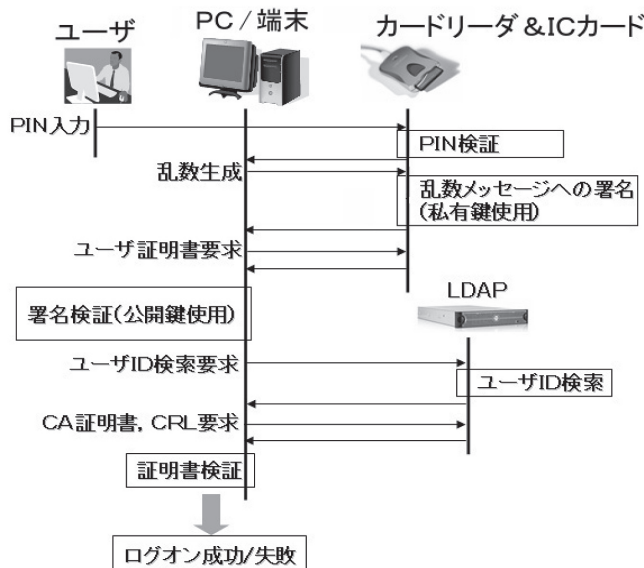 ユーザ
PC/端末
カードリーダ&ICカード
PIN入力
PIN検証
乱数生成
乱数メッセージへの署名
(私有鍵使用)
ユーザ証明書要求
LDAP
署名検証(公開鍵使用)
ユーザID検索要求
ユーザID検索
CA証明書, CRL要求
証明書検証
ログオン成功/失敗